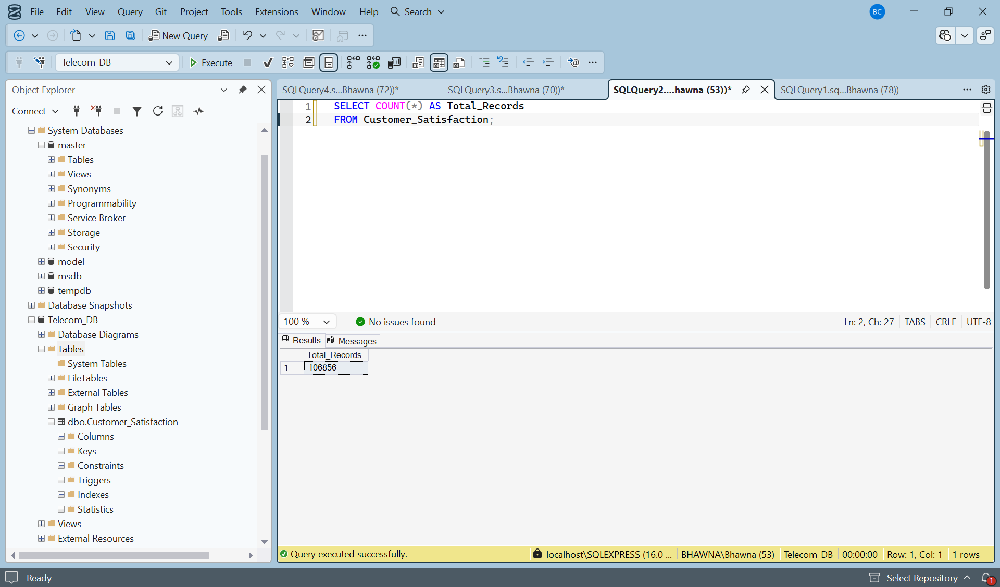 File Edit View Query Git Project Tools Extensions Window Help Search BC
New Query
Telecom_DB Execute
Object Explorer
Connect
System Databases
master
Tables
Views
Synonyms
Programmability
Service Broker
Storage
Security
model
msdb
tempdb
Database Snapshots
Telecom_DB
Database Diagrams
Tables
System Tables
FileTables
External Tables
Graph Tables
dbo.Customer_Satisfaction
Columns
Keys
Constraints
Triggers
Indexes
Statistics
Views
External Resources
SQLQuery4.s...Bhawna (72))* SQLQuery3.s...Bhawna (70))* SQLQuery2....hawna (53))* SQLQuery1.sq...Bhawna (78))
1 SELECT COUNT(*) AS Total_Records
2 FROM Customer_Satisfaction;
100 % No issues found Ln: 2, Ch: 27 TABS CRLF UTF-8
Results Messages
Total_Records
1 106856
Query executed successfully. localhost\SQLEXPRESS (16.0 ... BHAWNA\Bhawna (53) Telecom_DB 00:00:00 Row: 1, Col: 1 1 rows
Ready Select Repository 1